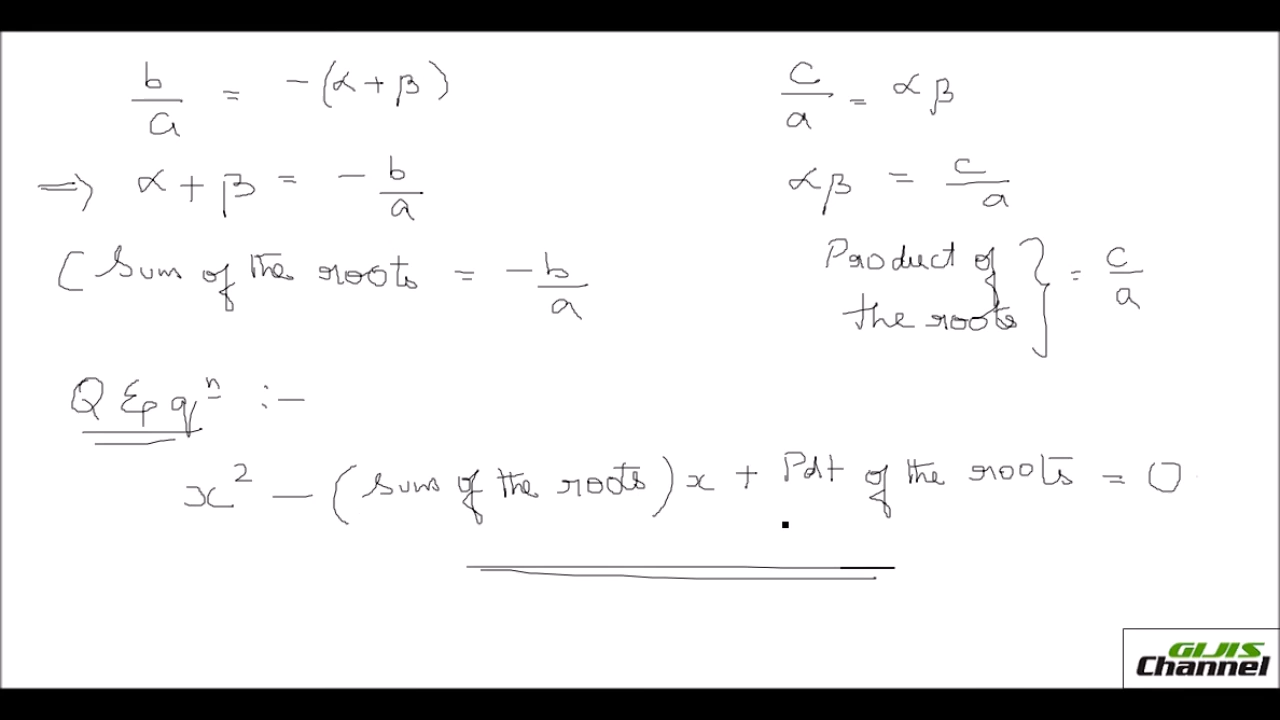 b/a = -(α+β)
c/a = αβ
⇒ α+β = -b/a
αβ = c/a
( Sum of the roots = -b/a
Product of the roots } = c/a
Q Eqⁿ :-
x² - (sum of the roots) x + Pdt of the roots = 0
GIJIS
Channel